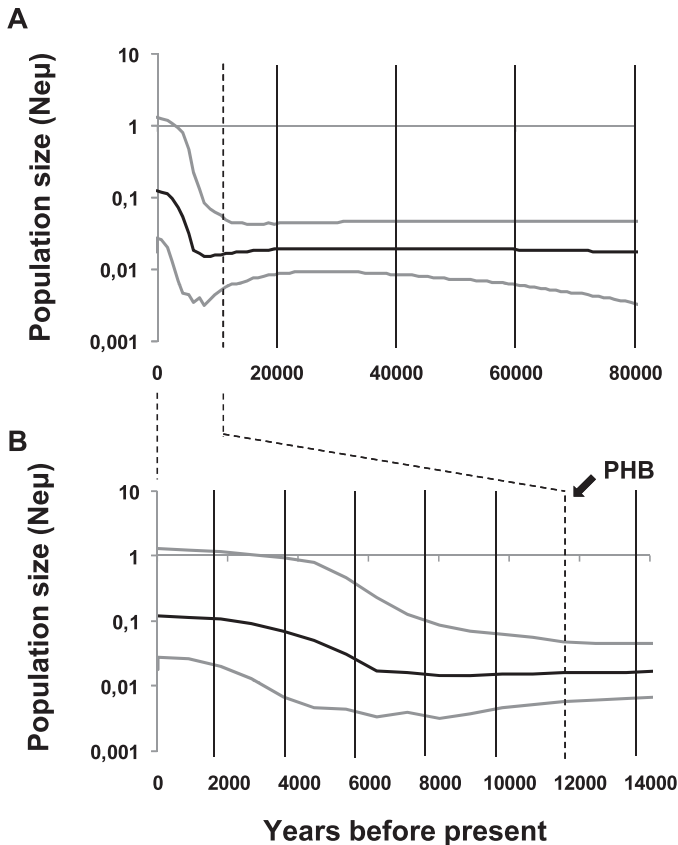 A
Population size (Neμ)
10
1
0,1
0,01
0,001
0 20000 40000 60000 80000
B
PHB
Population size (Neμ)
10
1
0,1
0,01
0,001
0 2000 4000 6000 8000 10000 12000 14000
Years before present